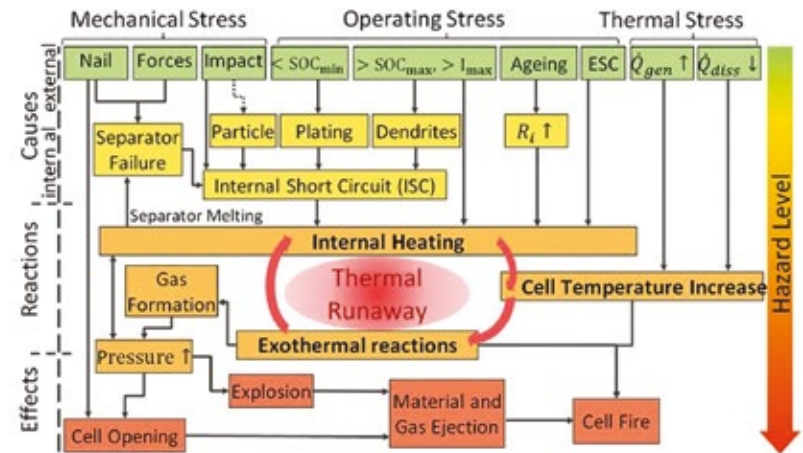 Mechanical Stress
Operating Stress
Thermal Stress
Causes
external
internal
Nail
Forces
Impact
< SOCmin
> SOCmax, > Imax
Ageing
ESC
Q̇gen ↑
Q̇diss ↓
Separator
Failure
Particle
Plating
Dendrites
Ri ↑
Internal Short Circuit (ISC)
Reactions
Separator Melting
Internal Heating
Thermal
Runaway
Gas
Formation
Cell Temperature Increase
Exothermal reactions
Pressure ↑
Effects
Explosion
Material and
Gas Ejection
Cell Fire
Cell Opening
Hazard Level